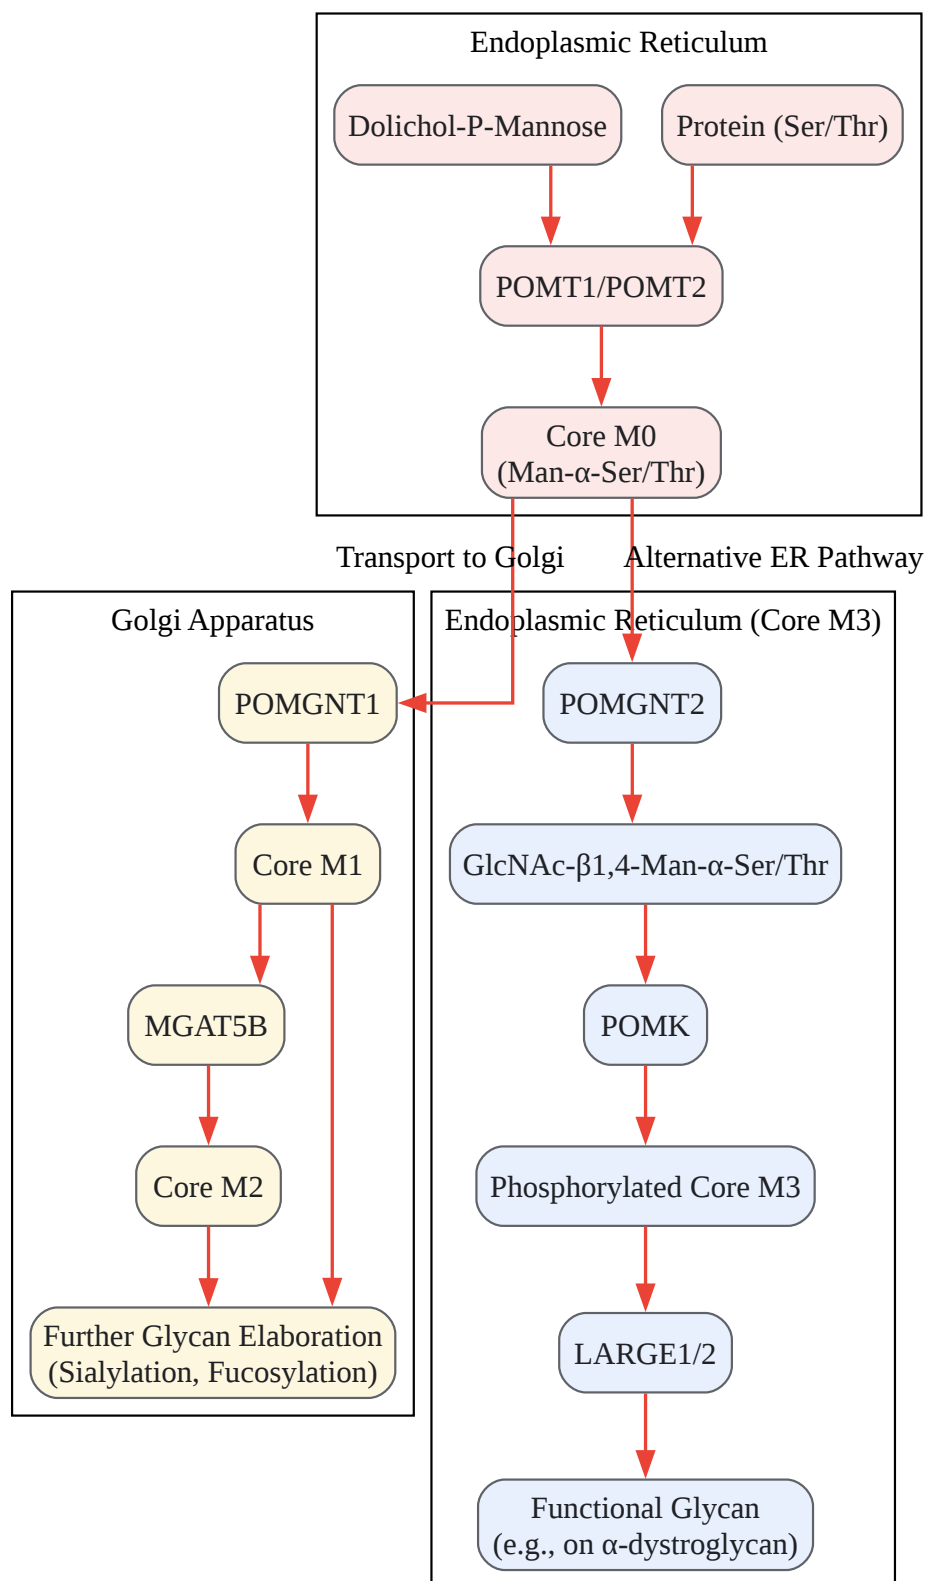 Endoplasmic Reticulum
Dolichol-P-Mannose
Protein (Ser/Thr)
POMT1/POMT2
Core M0
(Man-α-Ser/Thr)
Transport to Golgi
Alternative ER Pathway
Golgi Apparatus
POMGNT1
Core M1
MGAT5B
Core M2
Further Glycan Elaboration
(Sialylation, Fucosylation)
Endoplasmic Reticulum (Core M3)
POMGNT2
GlcNAc-β1,4-Man-α-Ser/Thr
POMK
Phosphorylated Core M3
LARGE1/2
Functional Glycan
(e.g., on α-dystroglycan)